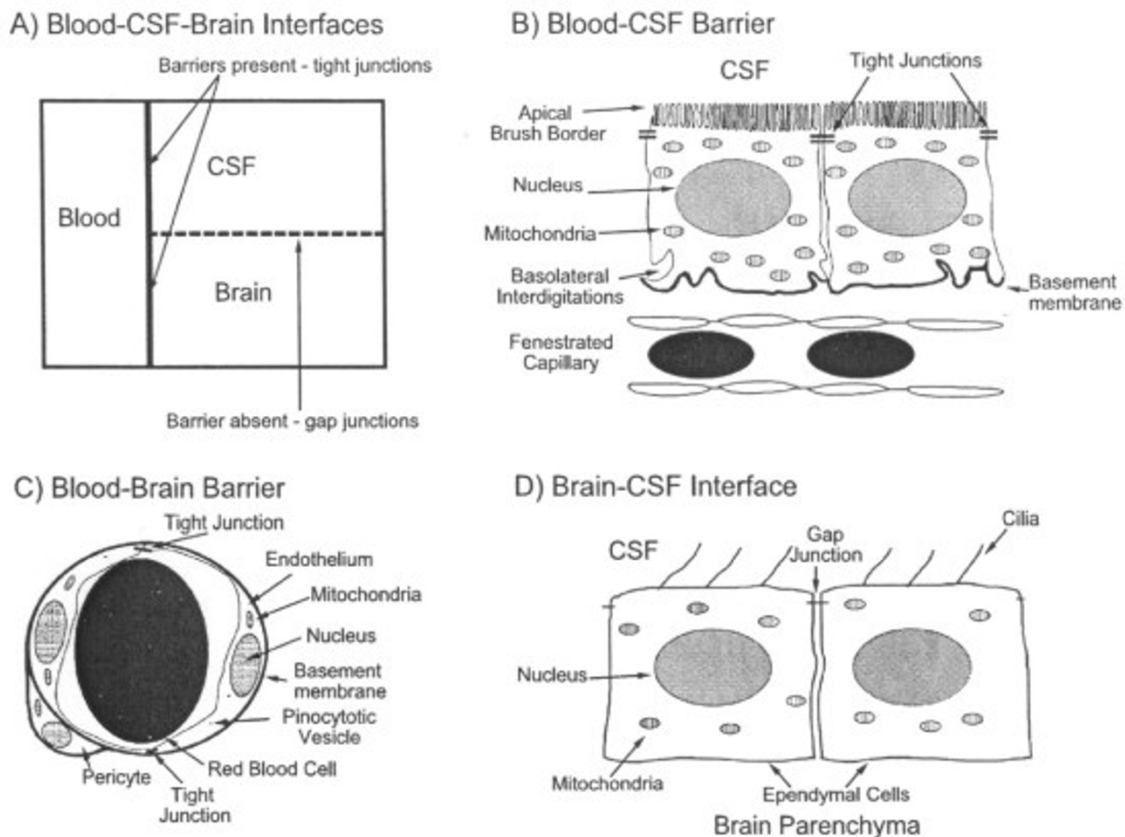 A) Blood-CSF-Brain Interfaces
Barriers present - tight junctions
CSF
Blood
Brain
Barrier absent - gap junctions
B) Blood-CSF Barrier
CSF
Tight Junctions
Apical
Brush Border
Nucleus
Mitochondria
Basolateral
Interdigitations
Basement
membrane
Fenestrated
Capillary
C) Blood-Brain Barrier
Tight Junction
Endothelium
Mitochondria
Nucleus
Basement
membrane
Pinocytotic
Vesicle
Red Blood Cell
Pericyte
Tight
Junction
D) Brain-CSF Interface
Cilia
Gap
Junction
CSF
Nucleus
Mitochondria
Ependymal Cells
Brain Parenchyma